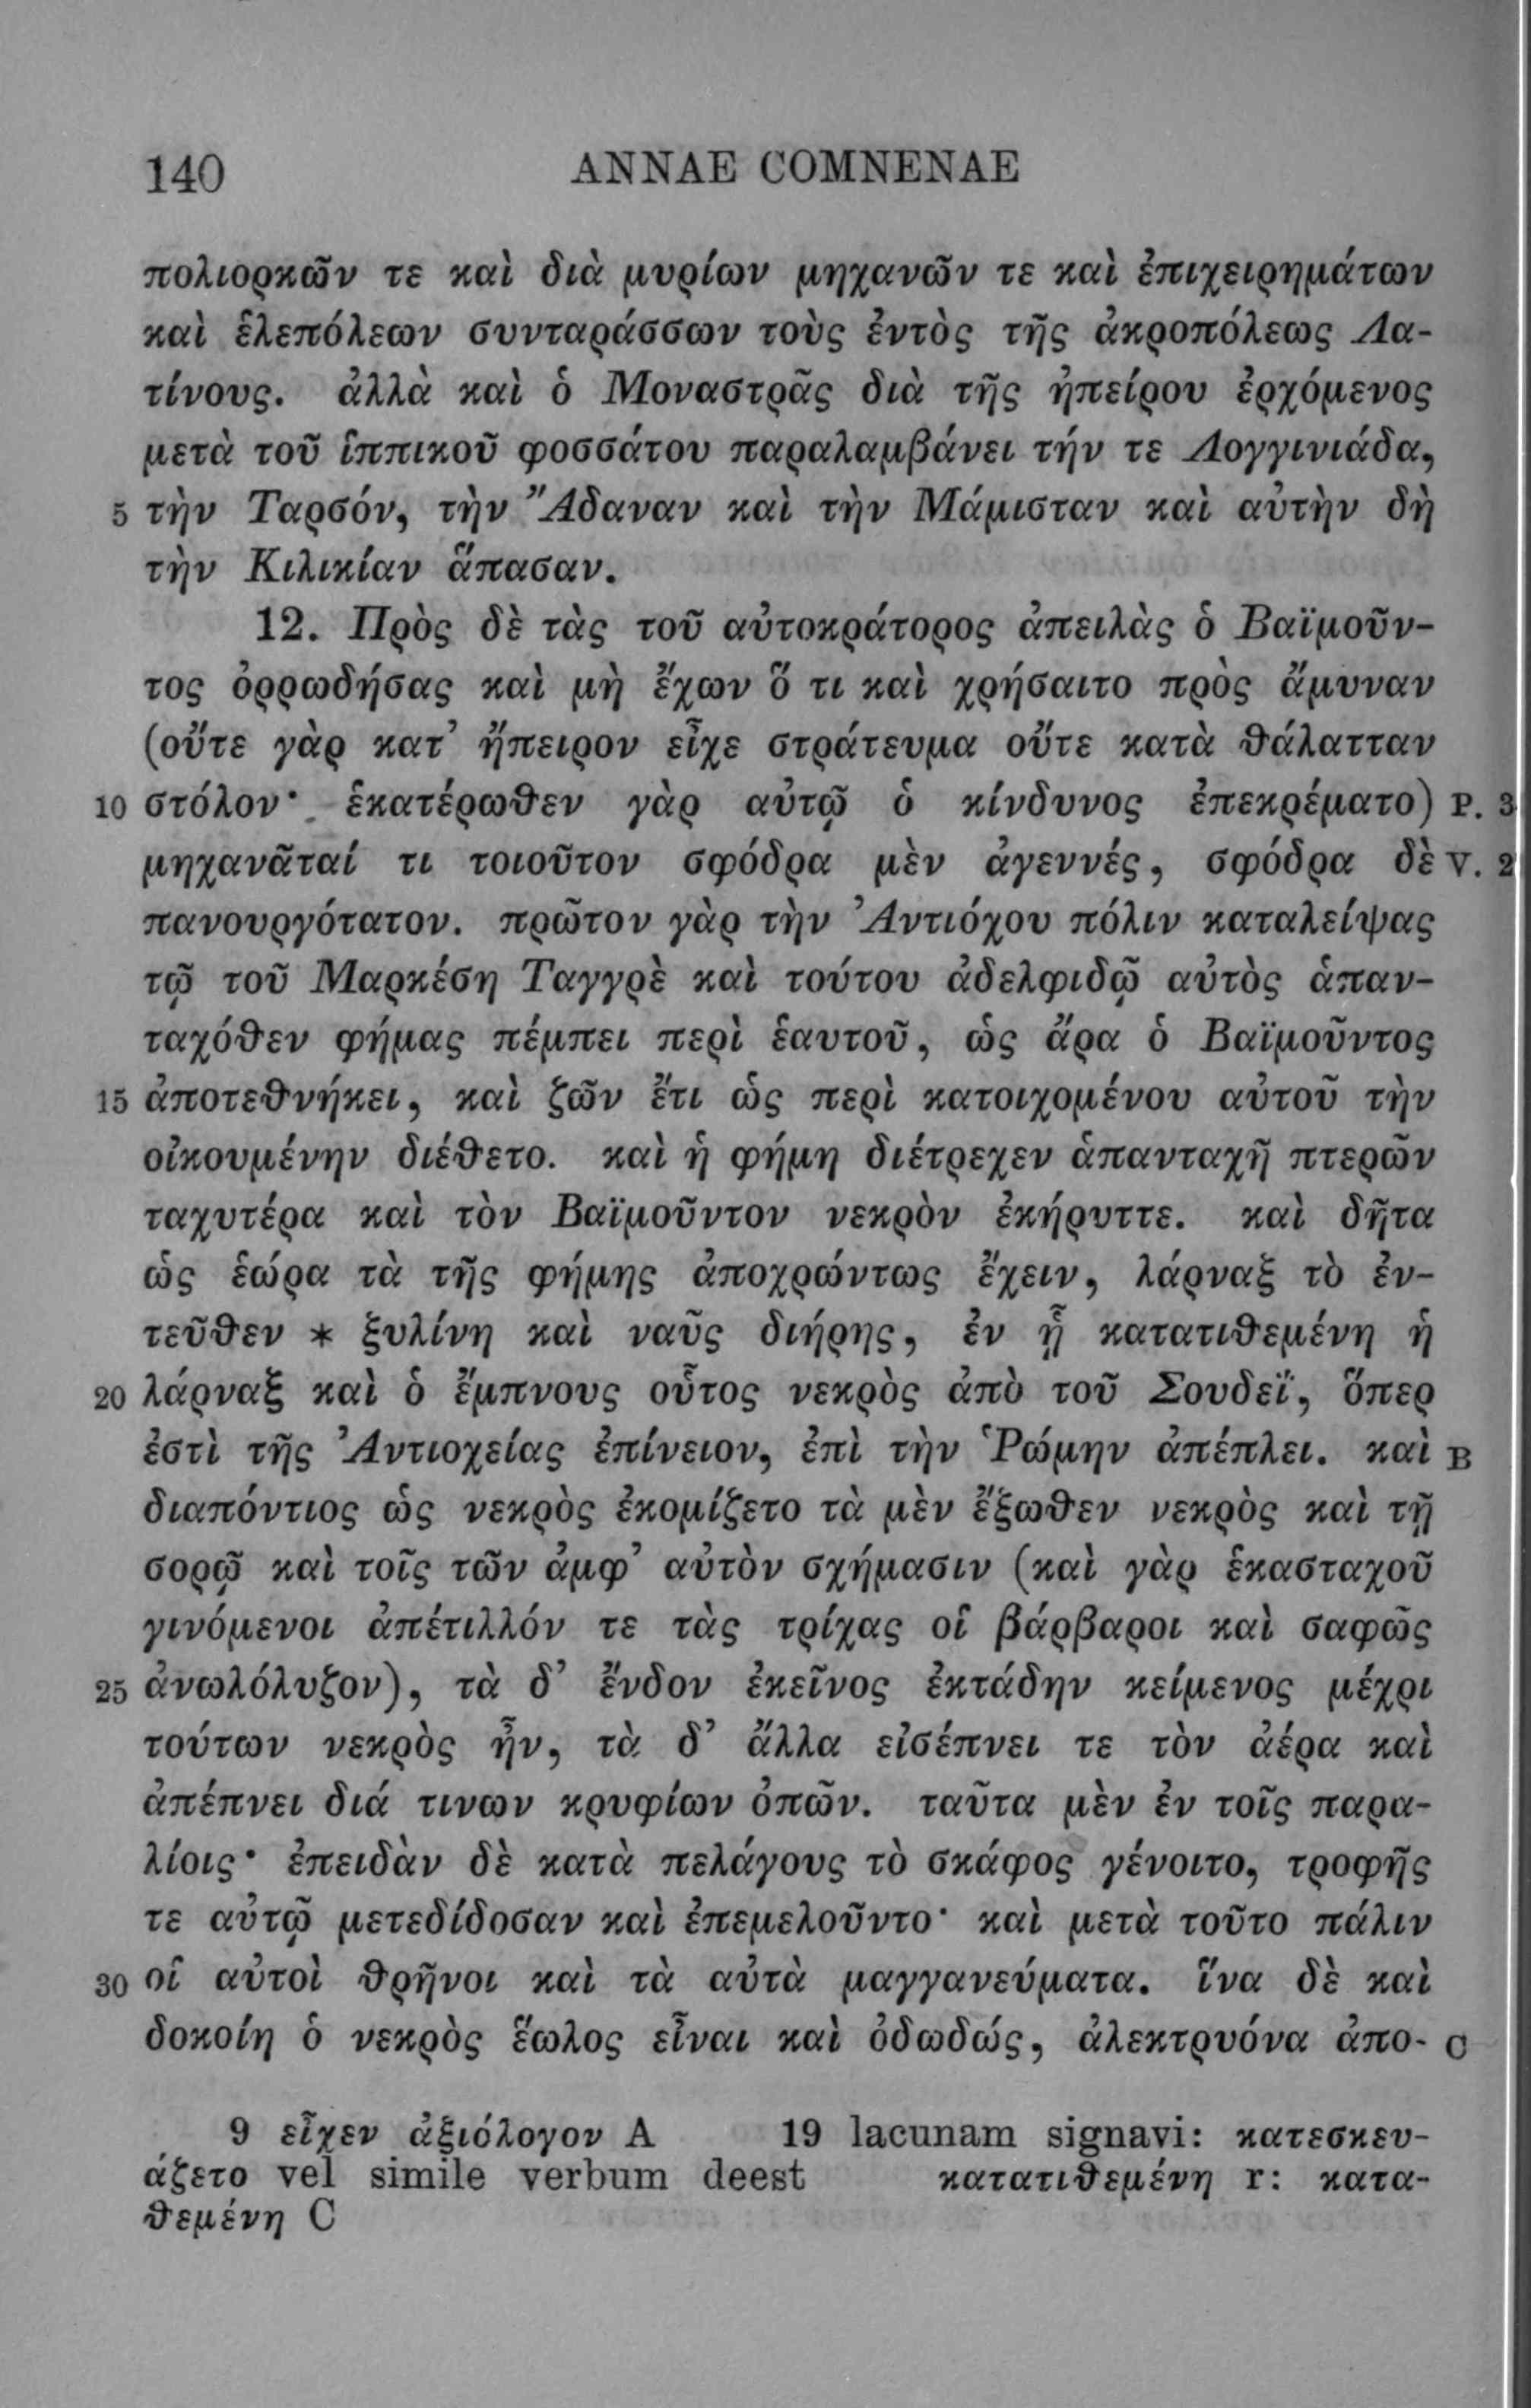 140 ANNAE COMNENAE
πολιορκῶν τε καὶ διὰ μυρίων μηχανῶν τε καὶ ἐπιχειρημάτων
καὶ ἑλεπόλεων συνταράσσων τοὺς ἐντὸς τῆς ἀκροπόλεως Λα-
τίνους. ἀλλὰ καὶ ὁ Μοναστρᾶς διὰ τῆς ἠπείρου ἐρχόμενος
μετὰ τοῦ ἱππικοῦ φοσσάτου παραλαμβάνει τήν τε Λογγινιάδα,
5 τὴν Ταρσόν, τὴν Ἄδαναν καὶ τὴν Μάμισταν καὶ αὐτὴν δὴ
τὴν Κιλικίαν ἅπασαν.
12. Πρὸς δὲ τὰς τοῦ αὐτοκράτορος ἀπειλὰς ὁ Βαϊμοῦν-
τος ὀρρωδήσας καὶ μὴ ἔχων ὅ τι καὶ χρήσαιτο πρὸς ἄμυναν
(οὔτε γὰρ κατ’ ἤπειρον εἶχε στράτευμα οὔτε κατὰ θάλατταν
10 στόλον· ἑκατέρωθεν γὰρ αὐτῷ ὁ κίνδυνος ἐπεκρέματο) P. 3
μηχανᾶταί τι τοιοῦτον σφόδρα μὲν ἀγεννές, σφόδρα δὲ V. 2
πανουργότατον. πρῶτον γὰρ τὴν Ἀντιόχου πόλιν καταλείψας
τῷ τοῦ Μαρκέση Ταγγρὲ καὶ τούτου ἀδελφιδῷ αὐτὸς ἁπαν-
ταχόθεν φήμας πέμπει περὶ ἑαυτοῦ, ὡς ἄρα ὁ Βαϊμοῦντος
15 ἀποτεθνήκει, καὶ ζῶν ἔτι ὡς περὶ κατοιχομένου αὐτοῦ τὴν
οἰκουμένην διέθετο. καὶ ἡ φήμη διέτρεχεν ἁπανταχῆ πτερῶν
ταχυτέρα καὶ τὸν Βαϊμοῦντον νεκρὸν ἐκήρυττε. καὶ δῆτα
ὡς ἑώρα τὰ τῆς φήμης ἀποχρώντως ἔχειν, λάρναξ τὸ ἐν-
τεῦθεν * ξυλίνη καὶ ναῦς διήρης, ἐν ᾗ κατατιθεμένη ἡ
20 λάρναξ καὶ ὁ ἔμπνους οὗτος νεκρὸς ἀπὸ τοῦ Σουδεΐ, ὅπερ
ἐστὶ τῆς Ἀντιοχείας ἐπίνειον, ἐπὶ τὴν Ῥώμην ἀπέπλει. καὶ B
διαπόντιος ὡς νεκρὸς ἐκομίζετο τὰ μὲν ἔξωθεν νεκρὸς καὶ τῇ
σορῷ καὶ τοῖς τῶν ἀμφ’ αὐτὸν σχήμασιν (καὶ γὰρ ἑκασταχοῦ
γινόμενοι ἀπέτιλλόν τε τὰς τρίχας οἱ βάρβαροι καὶ σαφῶς
25 ἀνωλόλυζον), τὰ δ’ ἔνδον ἐκεῖνος ἐκτάδην κείμενος μέχρι
τούτων νεκρὸς ἦν, τὰ δ’ ἄλλα εἰσέπνει τε τὸν ἀέρα καὶ
ἀπέπνει διά τινων κρυφίων ὀπῶν. ταῦτα μὲν ἐν τοῖς παρα-
λίοις· ἐπειδὰν δὲ κατὰ πελάγους τὸ σκάφος γένοιτο, τροφῆς
τε αὐτῷ μετεδίδοσαν καὶ ἐπεμελοῦντο· καὶ μετὰ τοῦτο πάλιν
30 οἱ αὐτοὶ θρῆνοι καὶ τὰ αὐτὰ μαγγανεύματα. ἵνα δὲ καὶ
δοκοίη ὁ νεκρὸς ἕωλος εἶναι καὶ ὀδωδώς, ἀλεκτρυόνα ἀπο- C
9 εἶχεν ἀξιόλογον A 19 lacunam signavi: κατεσκευ-
άζετο vel simile verbum deest κατατιθεμένη r: κατα-
θεμένη C